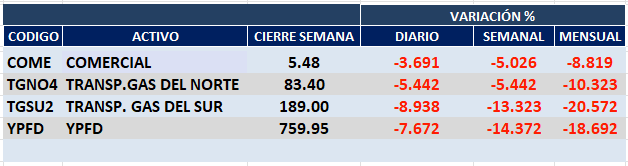 VARIACIÓN %
CODIGO ACTIVO CIERRE SEMANA DIARIO SEMANAL MENSUAL
COME COMERCIAL 5.48 -3.691 -5.026 -8.819
TGNO4 TRANSP.GAS DEL NORTE 83.40 -5.442 -5.442 -10.323
TGSU2 TRANSP. GAS DEL SUR 189.00 -8.938 -13.323 -20.572
YPFD YPFD 759.95 -7.672 -14.372 -18.692